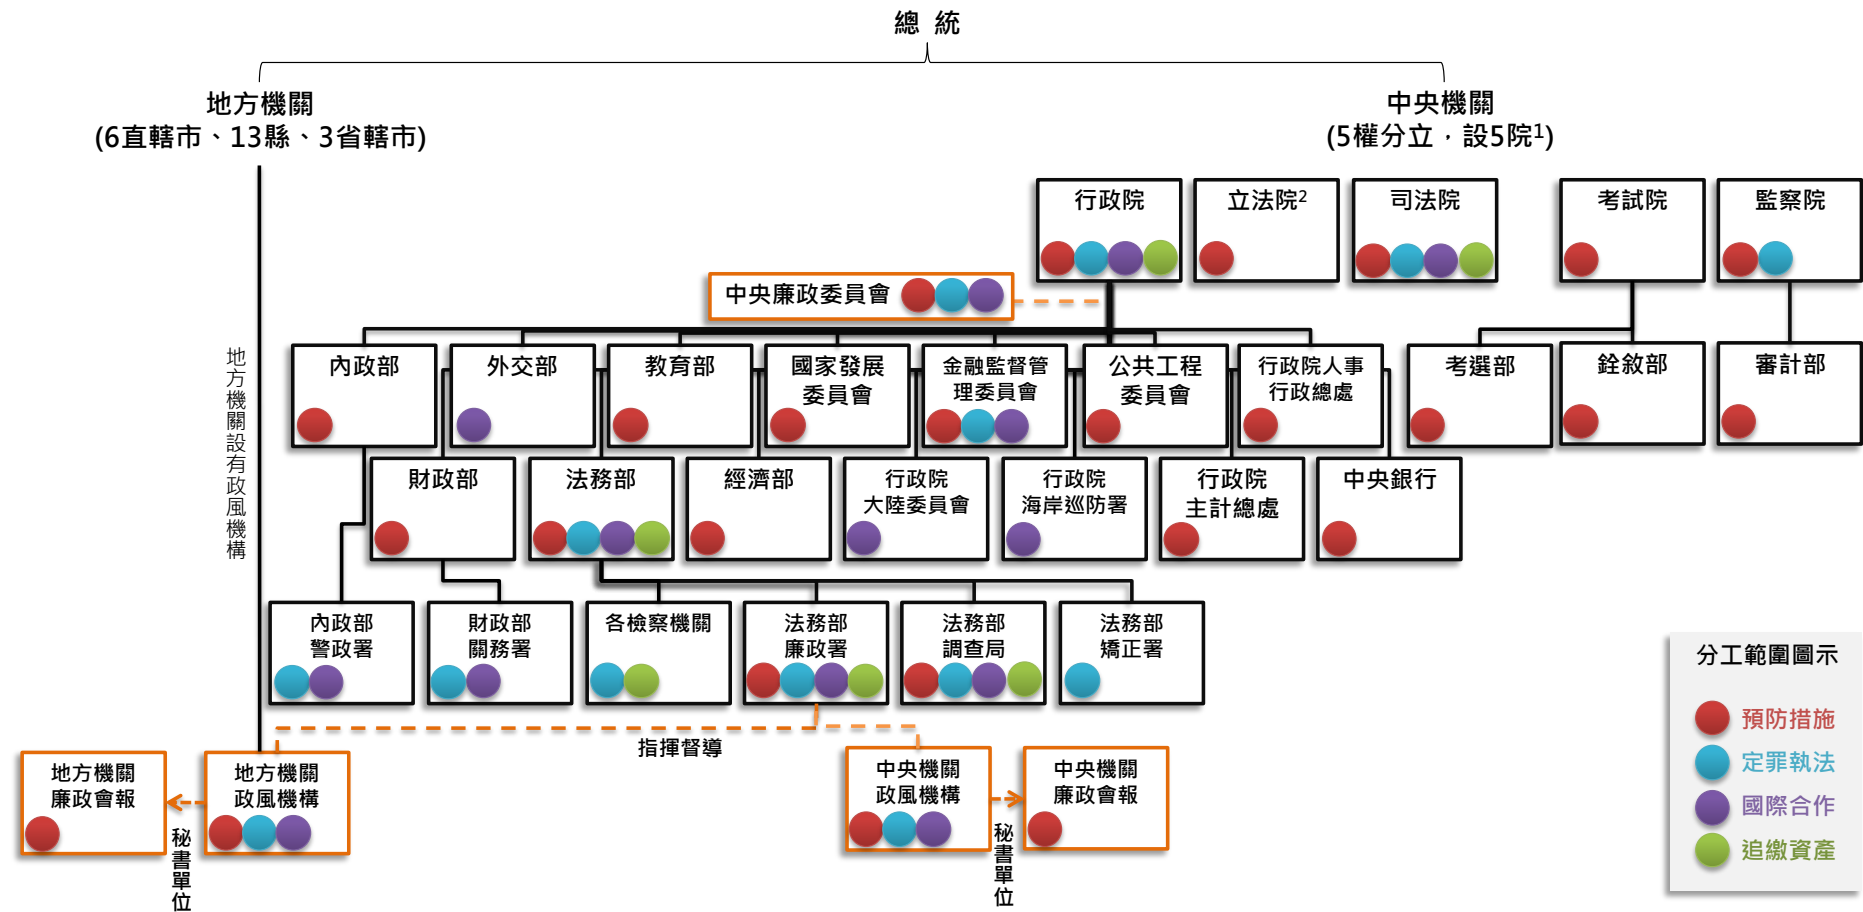 總 統
地方機關
(6直轄市、13縣、3省轄市)
中央機關
(5權分立，設5院1)
行政院
立法院2
司法院
考試院
監察院
中央廉政委員會
地方機關設有政風機構
內政部
外交部
教育部
國家發展
委員會
金融監督管
理委員會
公共工程
委員會
行政院人事
行政總處
考選部
銓敘部
審計部
財政部
法務部
經濟部
行政院
大陸委員會
行政院
海岸巡防署
行政院
主計總處
中央銀行
內政部
警政署
財政部
關務署
各檢察機關
法務部
廉政署
法務部
調查局
法務部
矯正署
指揮督導
地方機關
廉政會報
秘書單位
地方機關
政風機構
中央機關
政風機構
秘書單位
中央機關
廉政會報
分工範圍圖示
預防措施
定罪執法
國際合作
追繳資產